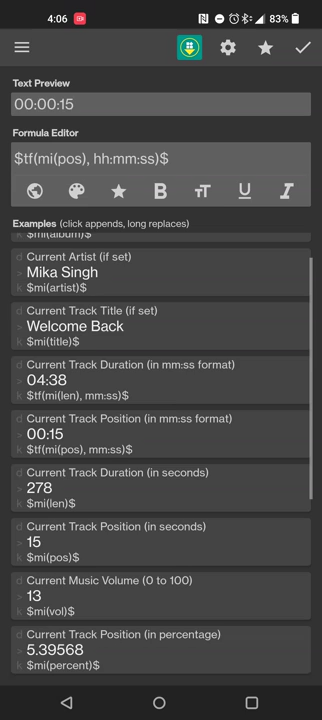 4:06
83%
Text Preview
00:00:15
Formula Editor
$tf(mi(pos), hh:mm:ss)$
B
TT
U
I
Examples (click appends, long replaces)
k $mi(album)$
d Current Artist (if set)
> Mika Singh
k $mi(artist)$
d Current Track Title (if set)
> Welcome Back
k $mi(title)$
d Current Track Duration (in mm:ss format)
> 04:38
k $tf(mi(len), mm:ss)$
d Current Track Position (in mm:ss format)
> 00:15
k $tf(mi(pos), mm:ss)$
d Current Track Duration (in seconds)
> 278
k $mi(len)$
d Current Track Position (in seconds)
> 15
k $mi(pos)$
d Current Music Volume (0 to 100)
> 13
k $mi(vol)$
d Current Track Position (in percentage)
> 5.39568
k $mi(percent)$